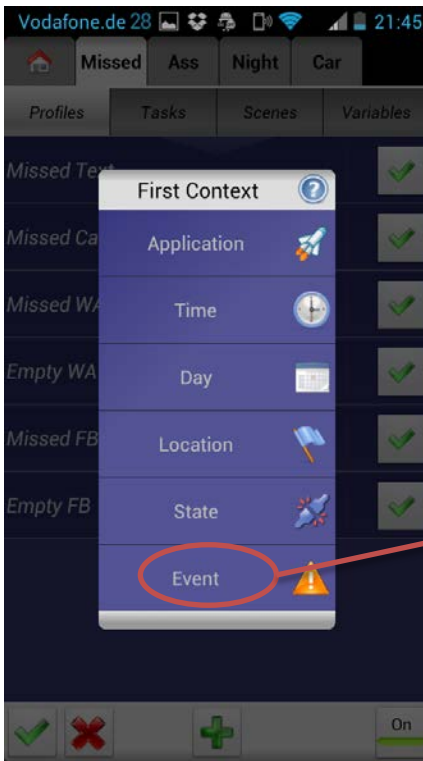 Vodafone.de 28 21:45
Missed Ass Night Car
Profiles Tasks Scenes Variables
Missed Text
First Context ?
Missed Ca
Application
Missed WA
Time
Empty WA
Day
Missed FB
Location
Empty FB
State
Event
On